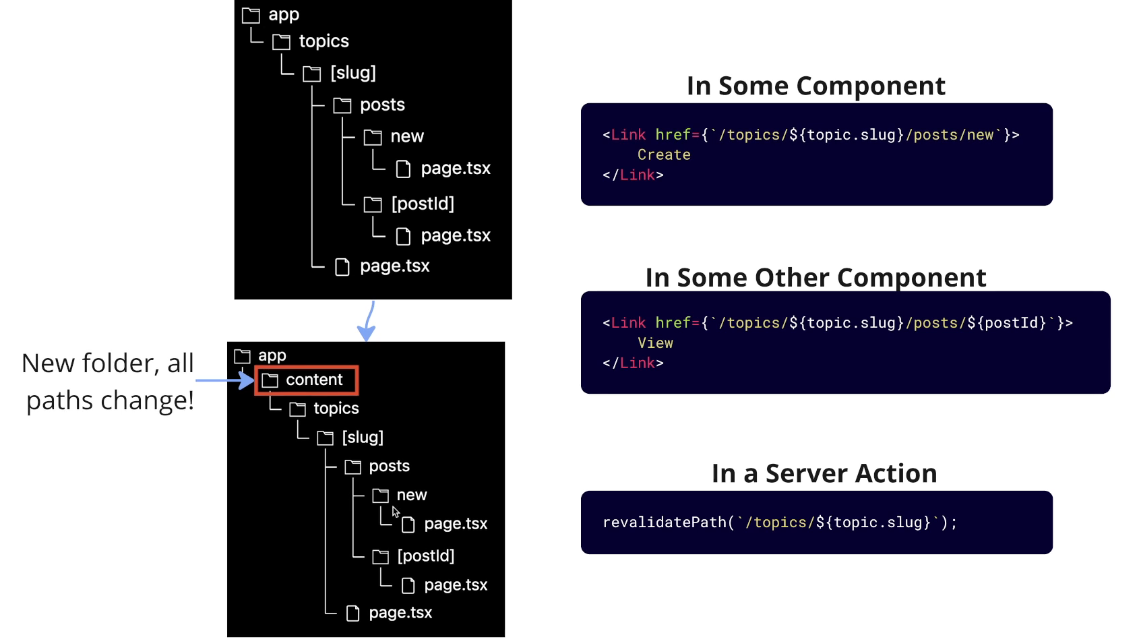 app
topics
[slug]
posts
new
page.tsx
[postId]
page.tsx
page.tsx
New folder, all
paths change!
app
content
topics
[slug]
posts
new
page.tsx
[postId]
page.tsx
page.tsx
In Some Component
<Link href={`/topics/${topic.slug}/posts/new`}>
Create
</Link>
In Some Other Component
<Link href={`/topics/${topic.slug}/posts/${postId}`}>
View
</Link>
In a Server Action
revalidatePath(`/topics/${topic.slug}`);